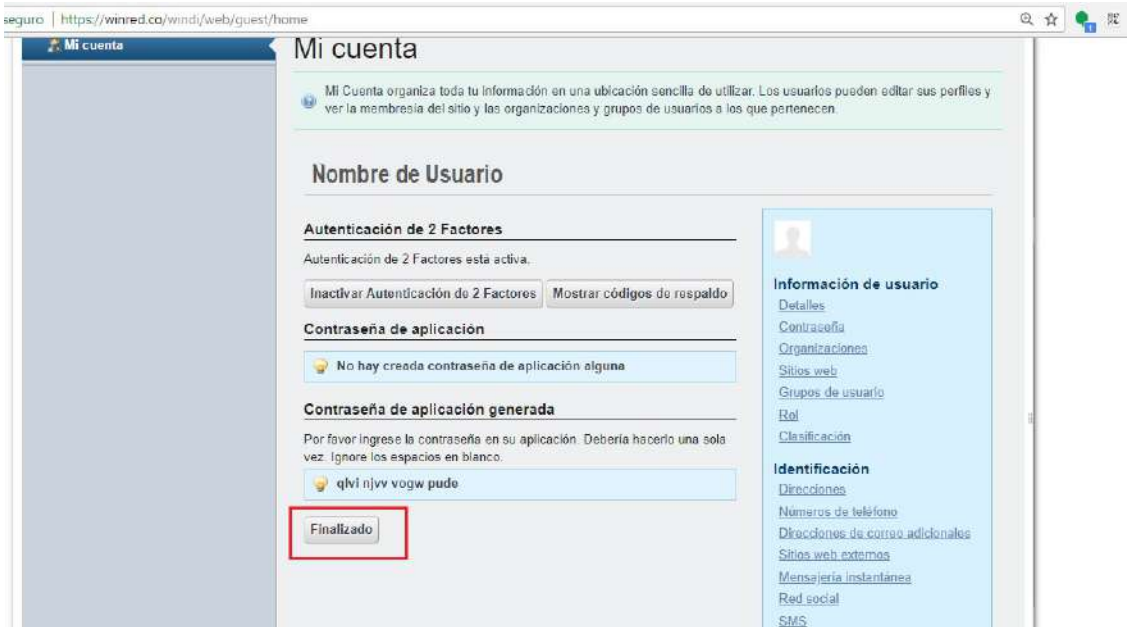 seguro | https://winred.co/windi/web/guest/home
Mi cuenta
Mi cuenta
Mi Cuenta organiza toda tu información en una ubicación sencilla de utilizar. Los usuarios pueden editar sus perfiles y
ver la membresía del sitio y las organizaciones y grupos de usuarios a los que pertenecen.
Nombre de Usuario
Autenticación de 2 Factores
Autenticación de 2 Factores está activa.
Inactivar Autenticación de 2 Factores
Mostrar códigos de respaldo
Contraseña de aplicación
No hay creada contraseña de aplicación alguna
Contraseña de aplicación generada
Por favor ingrese la contraseña en su aplicación. Debería hacerlo una sola
vez. Ignore los espacios en blanco.
qlvi njvv vogw pudo
Finalizado
Información de usuario
Detalles
Contraseña
Organizaciones
Sitios web
Grupos de usuario
Rol
Clasificación
Identificación
Direcciones
Números de teléfono
Direcciones de correo adicionales
Sitios web externos
Mensajería instantánea
Red social
SMS